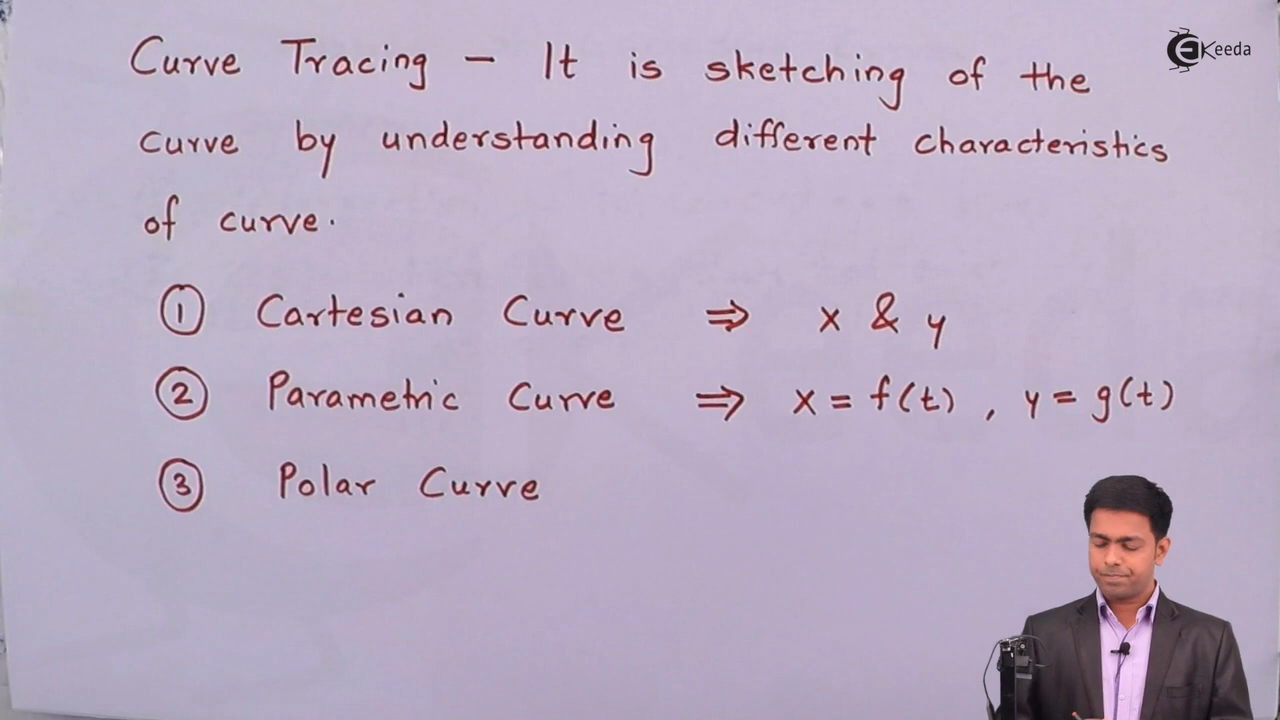 Curve Tracing - It is sketching of the
curve by understanding different characteristics
of curve.
① Cartesian Curve ⇒ x & y
② Parametric Curve ⇒ x = f(t), y = g(t)
③ Polar Curve
EKeeda